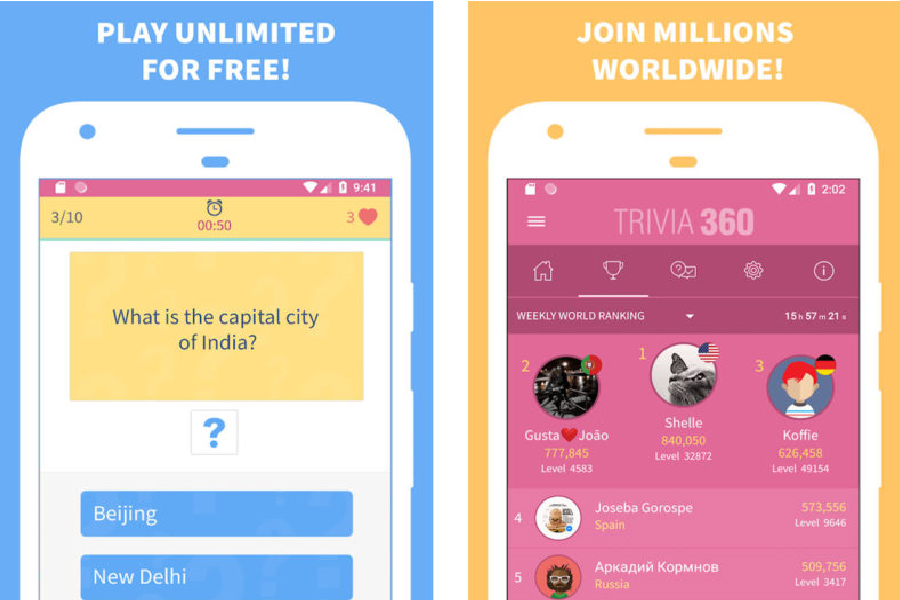 PLAY UNLIMITED
FOR FREE!
9:41
3/10
00:50
3
What is the capital city
of India?
?
Beijing
New Delhi
JOIN MILLIONS
WORLDWIDE!
2:02
TRIVIA 360
WEEKLY WORLD RANKING
15 h 57 m 21 s
2
Gusta❤️João
777,845
Level 4583
1
Shelle
840,050
Level 32872
3
Koffie
626,458
Level 49154
4
Joseba Gorospe
573,556
Spain
Level 9646
5
Аркадий Кормнов
509,756
Russia
Level 3417